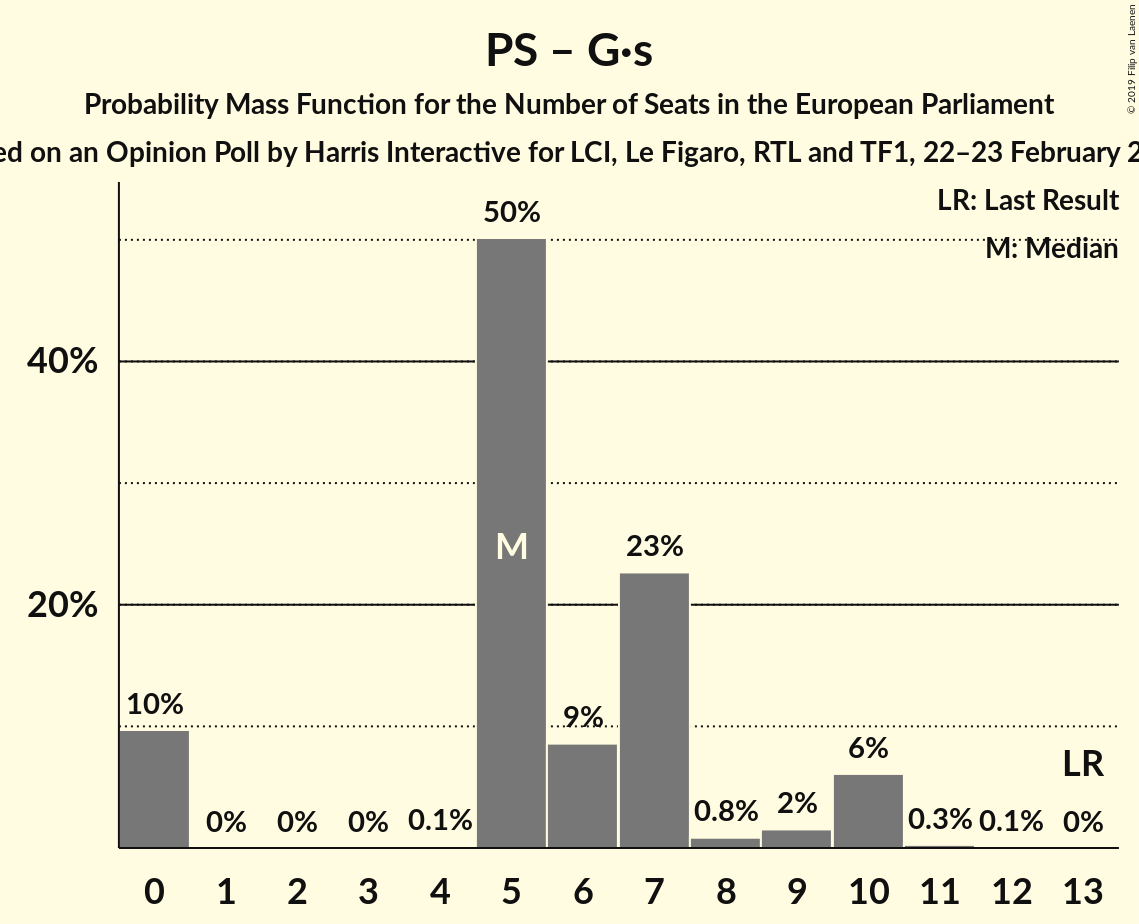 © 2019 Filip van Laenen
PS – G·s
Probability Mass Function for the Number of Seats in the European Parliament
ed on an Opinion Poll by Harris Interactive for LCI, Le Figaro, RTL and TF1, 22–23 February 2
LR: Last Result
M: Median
50%
40%
M
23%
20%
10%
9%
6%
LR
0% 0% 0% 0.1% 0.8% 2% 0.3% 0.1% 0%
0 1 2 3 4 5 6 7 8 9 10 11 12 13